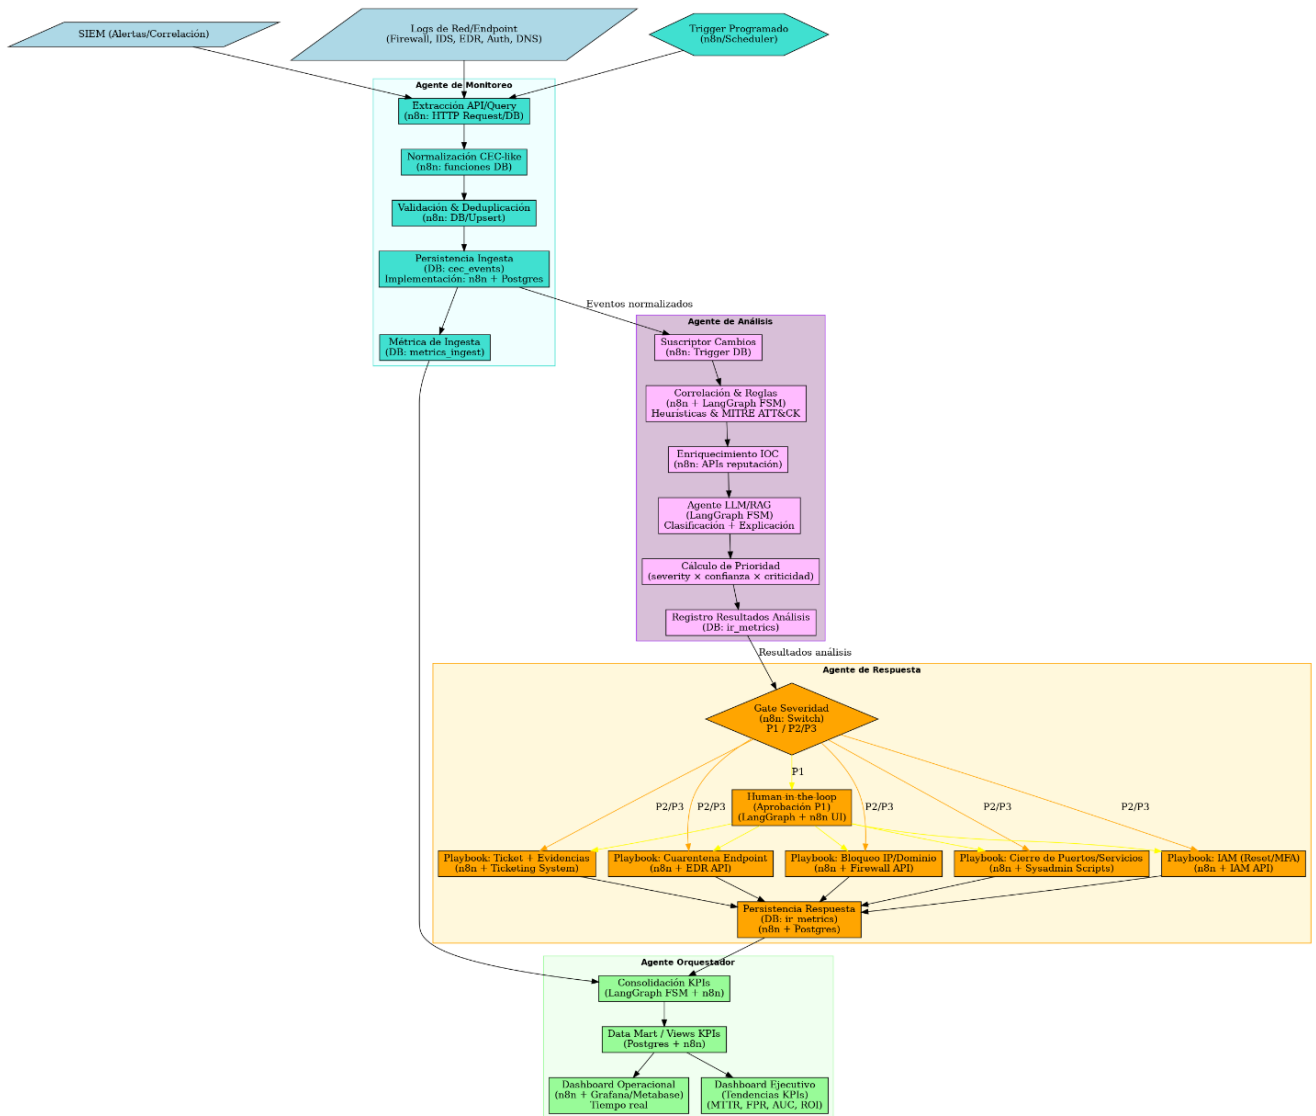 SIEM (Alertas/Correlación)
Logs de Red/Endpoint
(Firewall, IDS, EDR, Auth, DNS)
Trigger Programado
(n8n/Scheduler)
Agente de Monitoreo
Extracción API/Query
(n8n: HTTP Request/DB)
Normalización CEC-like
(n8n: funciones DB)
Validación & Deduplicación
(n8n: DB/Upsert)
Persistencia Ingesta
(DB: cec_events)
Implementación: n8n + Postgres
Eventos normalizados
Métrica de Ingesta
(DB: metrics_ingest)
Agente de Análisis
Suscriptor Cambios
(n8n: Trigger DB)
Correlación & Reglas
(n8n + LangGraph FSM)
Heurísticas & MITRE ATT&CK
Enriquecimiento IOC
(n8n: APIs reputación)
Agente LLM/RAG
(LangGraph FSM)
Clasificación + Explicación
Cálculo de Prioridad
(severity × confianza × criticidad)
Registro Resultados Análisis
(DB: ir_metrics)
Resultados análisis
Agente de Respuesta
Gate Severidad
(n8n: Switch)
P1 / P2/P3
P1
Human-in-the-loop
(Aprobación P1)
(LangGraph + n8n UI)
P2/P3
P2/P3
P2/P3
P2/P3
P2/P3
Playbook: Ticket + Evidencias
(n8n + Ticketing System)
Playbook: Cuarentena Endpoint
(n8n + EDR API)
Playbook: Bloqueo IP/Dominio
(n8n + Firewall API)
Playbook: Cierre de Puertos/Servicios
(n8n + Sysadmin Scripts)
Playbook: IAM (Reset/MFA)
(n8n + IAM API)
Persistencia Respuesta
(DB: ir_metrics)
(n8n + Postgres)
Agente Orquestador
Consolidación KPIs
(LangGraph FSM + n8n)
Data Mart / Views KPIs
(Postgres + n8n)
Dashboard Operacional
(n8n + Grafana/Metabase)
Tiempo real
Dashboard Ejecutivo
(Tendencias KPIs)
(MTTR, FPR, AUC, ROI)